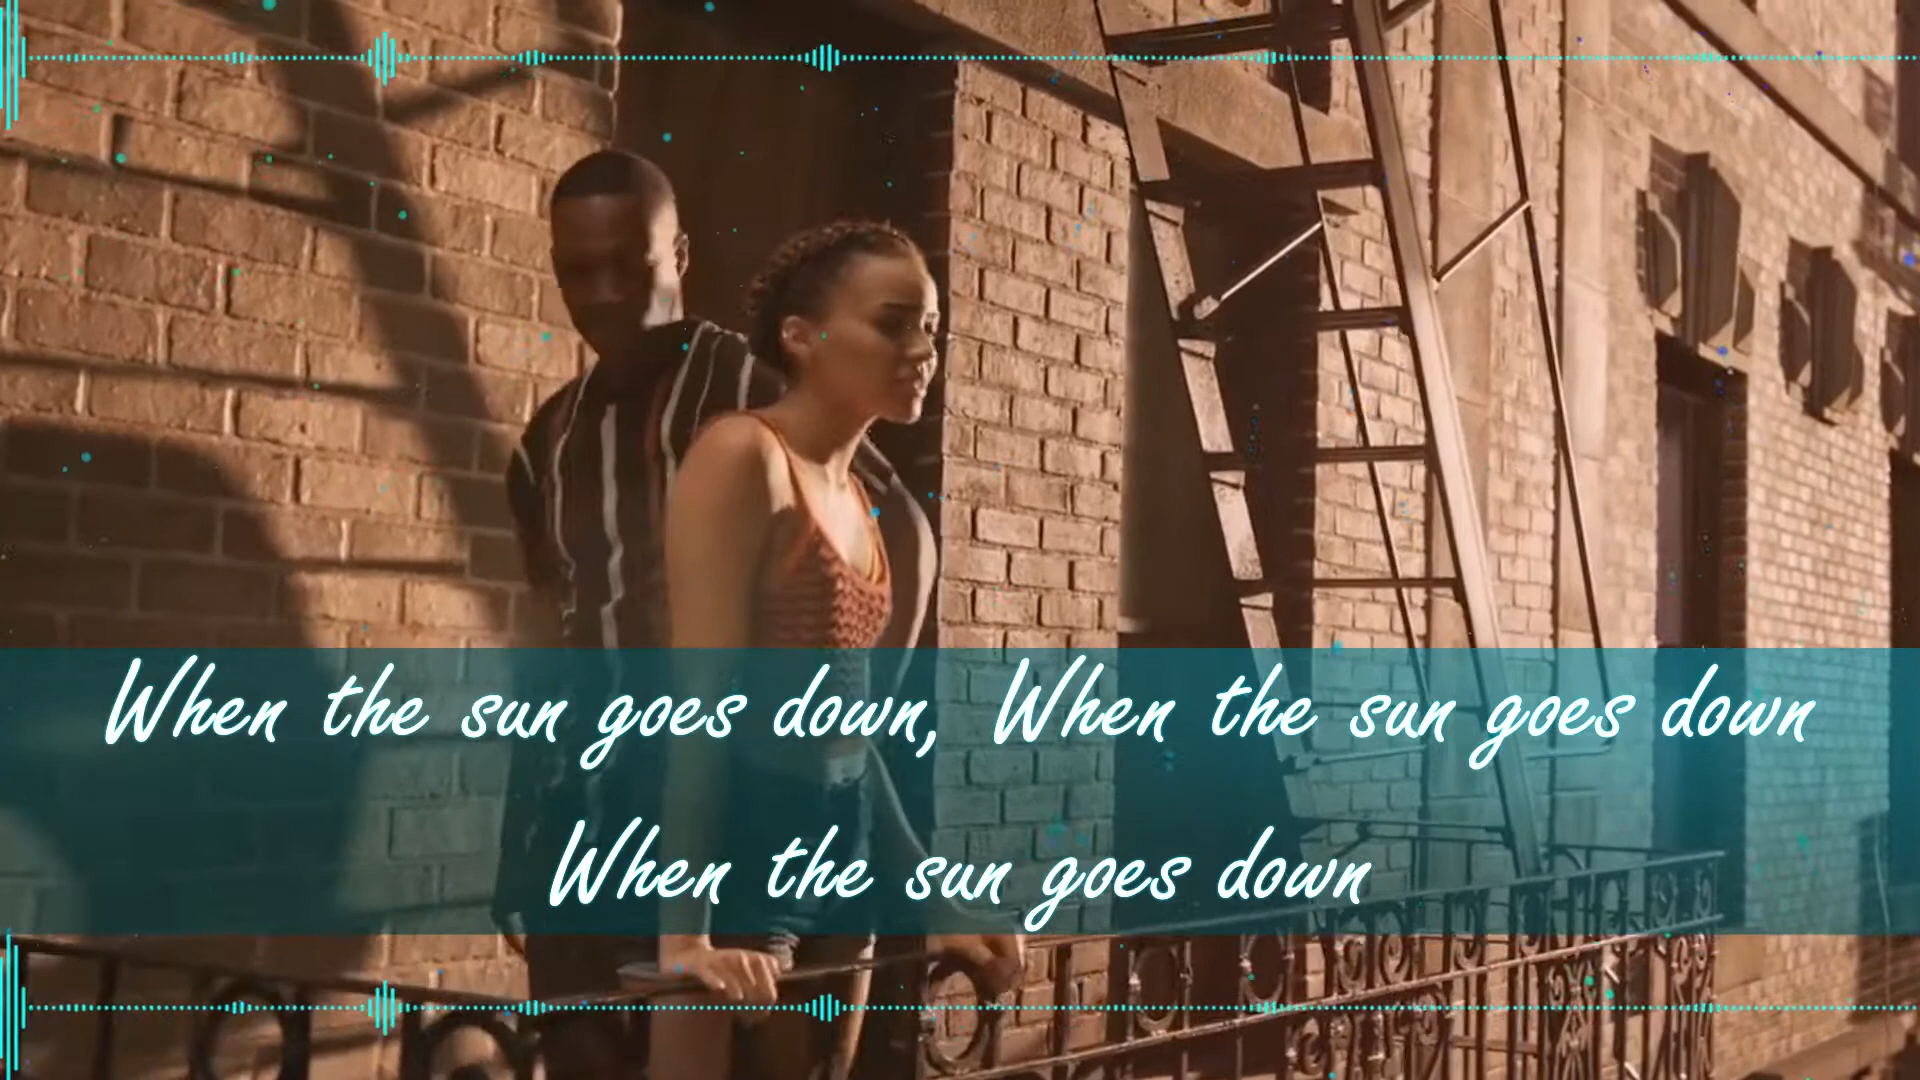 When the sun goes down, When the sun goes down
When the sun goes down